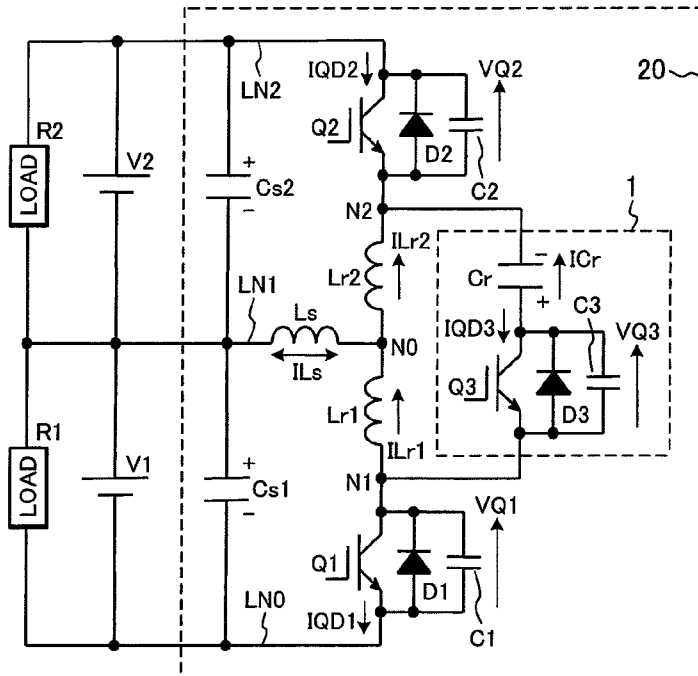 LN2
IQD2
VQ2
20
R2
LOAD
V2
+
Cs2
-
Q2
D2
C2
N2
1
ILr2
Lr2
-
Cr
+
ICr
C3
LN1
Ls
ILs
N0
IQD3
VQ3
Q3
D3
Lr1
ILr1
R1
LOAD
V1
+
Cs1
-
N1
VQ1
Q1
D1
LN0
IQD1
C1